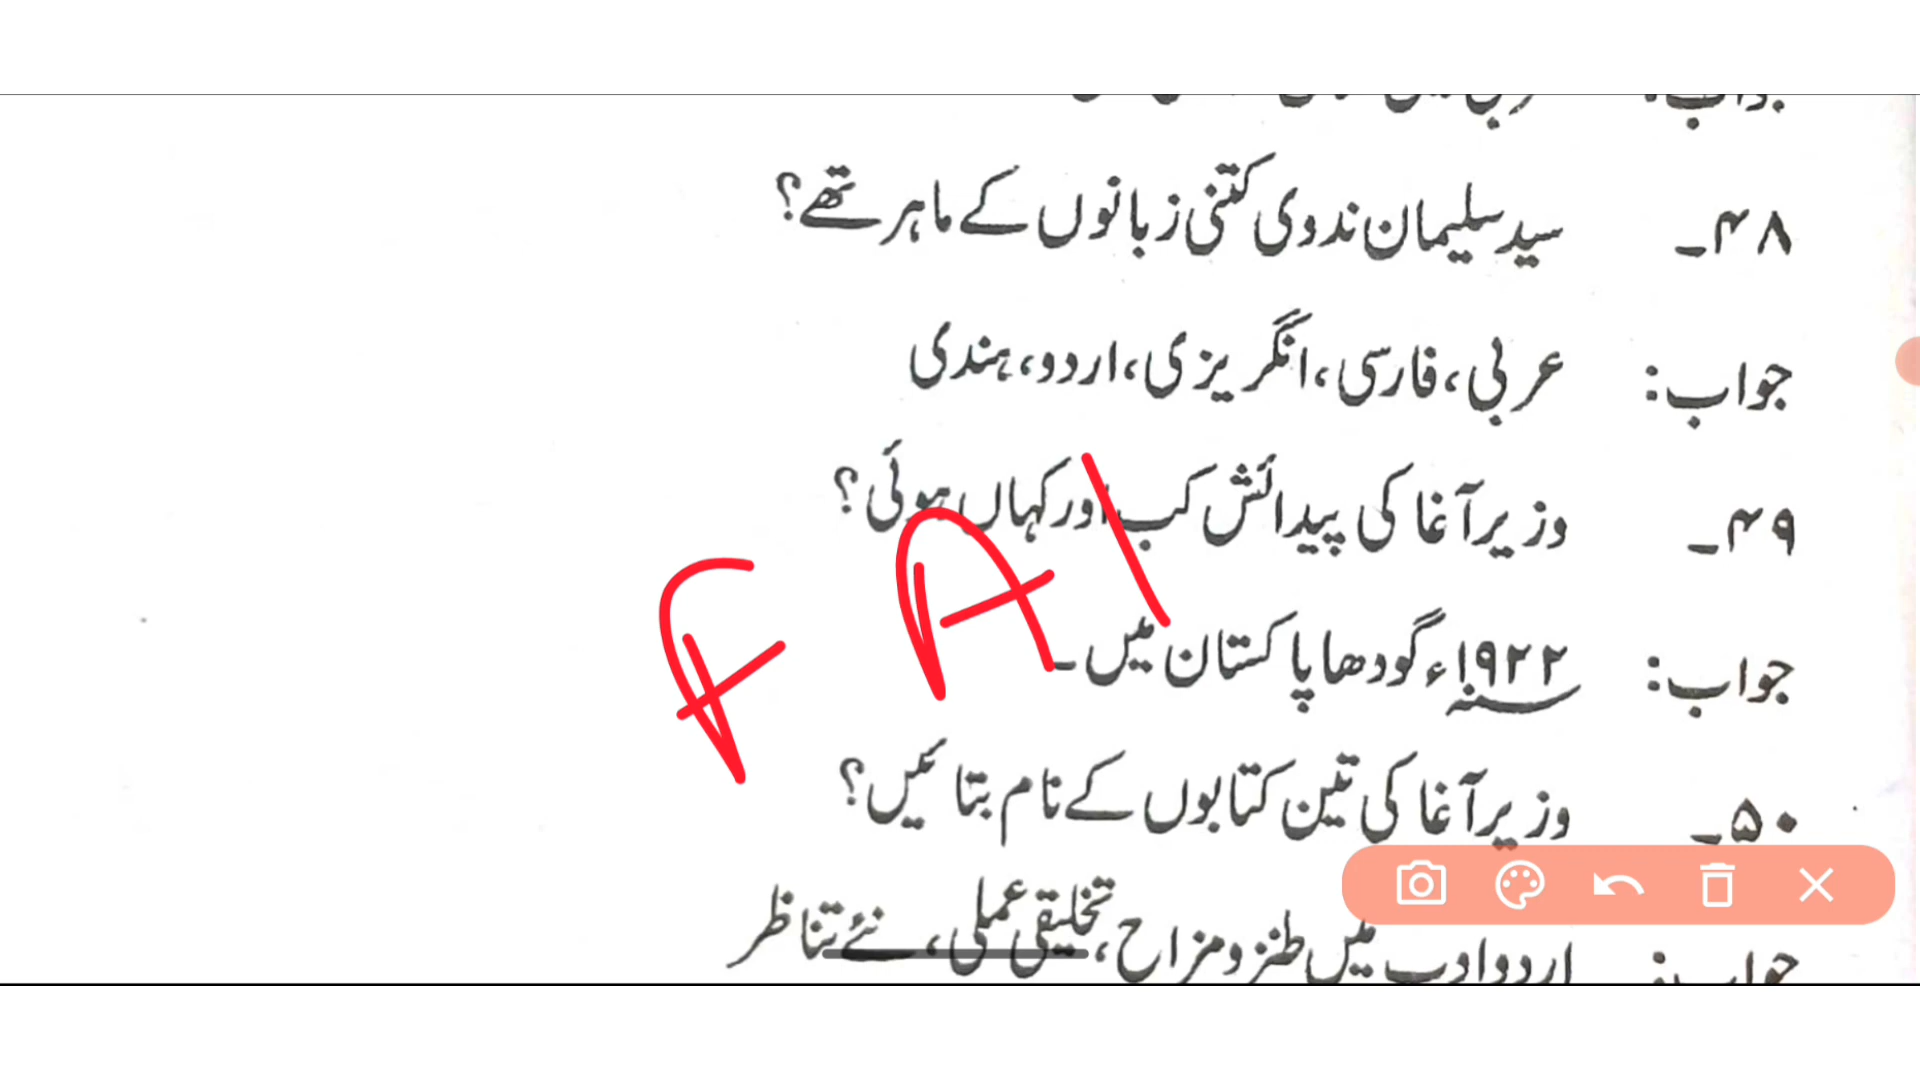 جواب:
۴۸۔ سید سلیمان ندوی کتنی زبانوں کے ماہر تھے؟
جواب: عربی، فارسی، انگریزی، اردو، ہندی
۴۹۔ وزیر آغا کی پیدائش کب اور کہاں ہوئی؟
جواب: ۱۹۲۲ء گودھا پاکستان میں۔
۵۰۔ وزیر آغا کی تین کتابوں کے نام بتائیں؟
جواب: اردو ادب میں طنز و مزاح، تخلیقی عملی، نئے تناظر
F A \